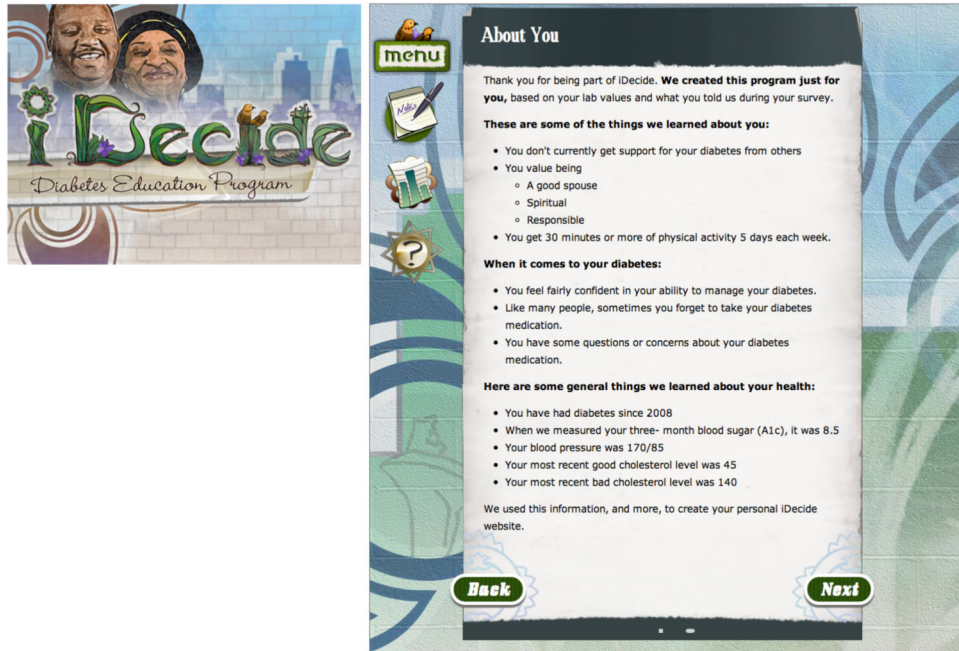 iDecide
Diabetes Education Program
menu
Notes
?
About You
Thank you for being part of iDecide. We created this program just for
you, based on your lab values and what you told us during your survey.
These are some of the things we learned about you:
• You don't currently get support for your diabetes from others
• You value being
◦ A good spouse
◦ Spiritual
◦ Responsible
• You get 30 minutes or more of physical activity 5 days each week.
When it comes to your diabetes:
• You feel fairly confident in your ability to manage your diabetes.
• Like many people, sometimes you forget to take your diabetes
medication.
• You have some questions or concerns about your diabetes
medication.
Here are some general things we learned about your health:
• You have had diabetes since 2008
• When we measured your three- month blood sugar (A1c), it was 8.5
• Your blood pressure was 170/85
• Your most recent good cholesterol level was 45
• Your most recent bad cholesterol level was 140
We used this information, and more, to create your personal iDecide
website.
Back
Next